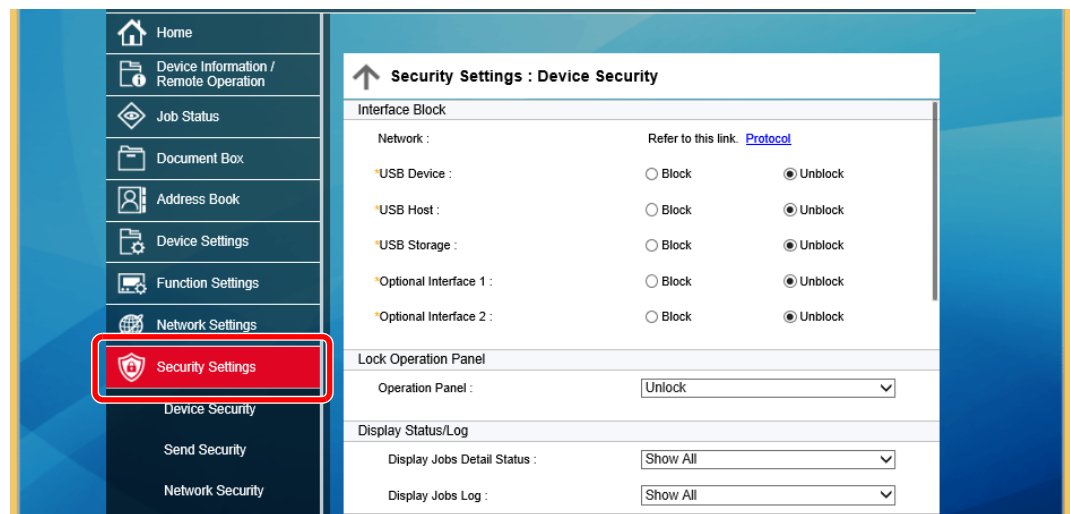 Home
Device Information /
Remote Operation
Job Status
Document Box
Address Book
Device Settings
Function Settings
Network Settings
Security Settings
Device Security
Send Security
Network Security
Security Settings : Device Security
Interface Block
Network : Refer to this link. Protocol
*USB Device : Block Unblock
*USB Host : Block Unblock
*USB Storage : Block Unblock
*Optional Interface 1 : Block Unblock
*Optional Interface 2 : Block Unblock
Lock Operation Panel
Operation Panel : Unlock
Display Status/Log
Display Jobs Detail Status : Show All
Display Jobs Log : Show All